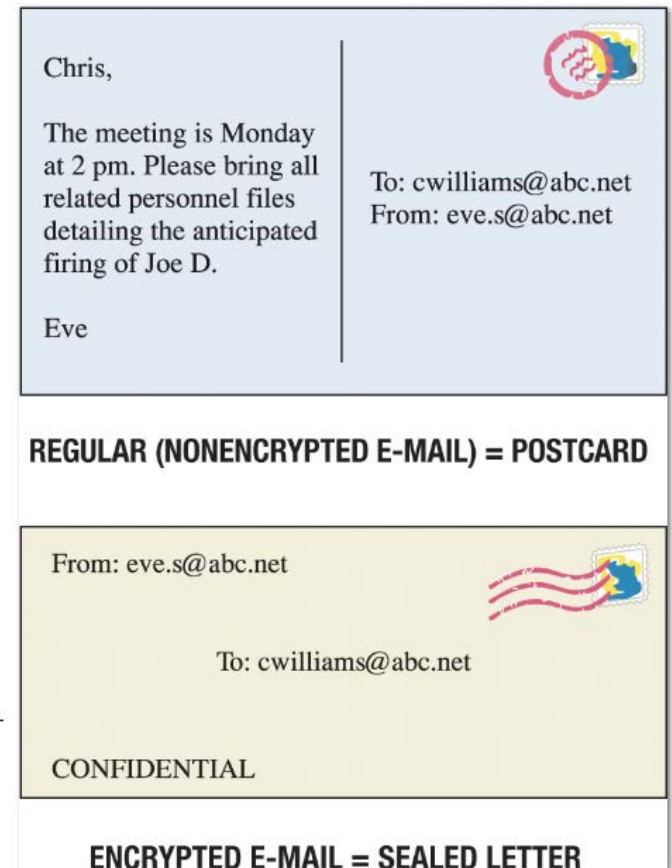 Chris,
The meeting is Monday
at 2 pm. Please bring all
related personnel files
detailing the anticipated
firing of Joe D.
Eve
To: cwilliams@abc.net
From: eve.s@abc.net
REGULAR (NONENCRYPTED E-MAIL) = POSTCARD
From: eve.s@abc.net
To: cwilliams@abc.net
CONFIDENTIAL
ENCRYPTED E-MAIL = SEALED LETTER